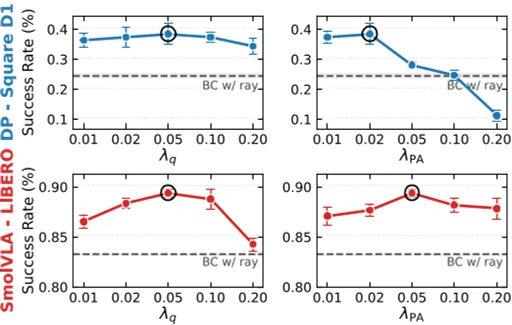 DP - Square D1
Success Rate (%)
0.4
0.3
0.2
0.1
BC w/ ray
0.01 0.02 0.05 0.10 0.20
λq
0.4
0.3
0.2
0.1
BC w/ ray
0.01 0.02 0.05 0.10 0.20
λPA
SmolVLA - LIBERO
Success Rate (%)
0.90
0.85
0.80
BC w/ ray
0.01 0.02 0.05 0.10 0.20
λq
0.90
0.85
0.80
BC w/ ray
0.01 0.02 0.05 0.10 0.20
λPA